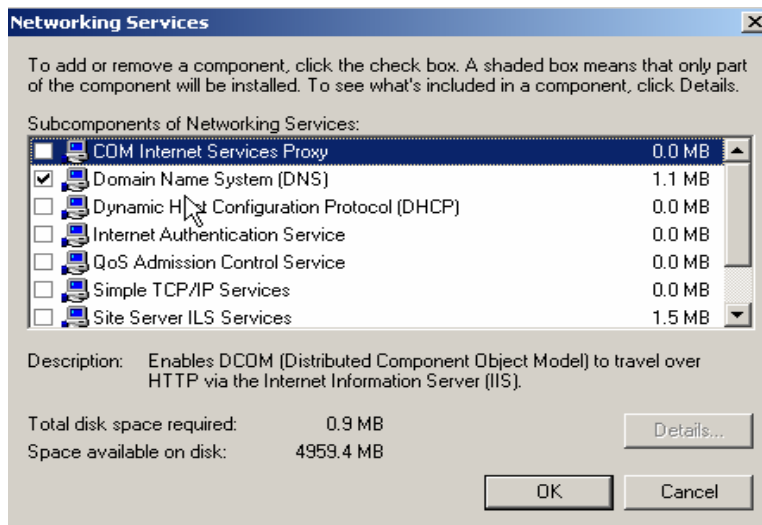 Networking Services
To add or remove a component, click the check box. A shaded box means that only part
of the component will be installed. To see what's included in a component, click Details.
Subcomponents of Networking Services:
COM Internet Services Proxy 0.0 MB
Domain Name System (DNS) 1.1 MB
Dynamic Host Configuration Protocol (DHCP) 0.0 MB
Internet Authentication Service 0.0 MB
QoS Admission Control Service 0.0 MB
Simple TCP/IP Services 0.0 MB
Site Server ILS Services 1.5 MB
Description: Enables DCOM (Distributed Component Object Model) to travel over
HTTP via the Internet Information Server (IIS).
Total disk space required: 0.9 MB
Details...
Space available on disk: 4959.4 MB
OK Cancel